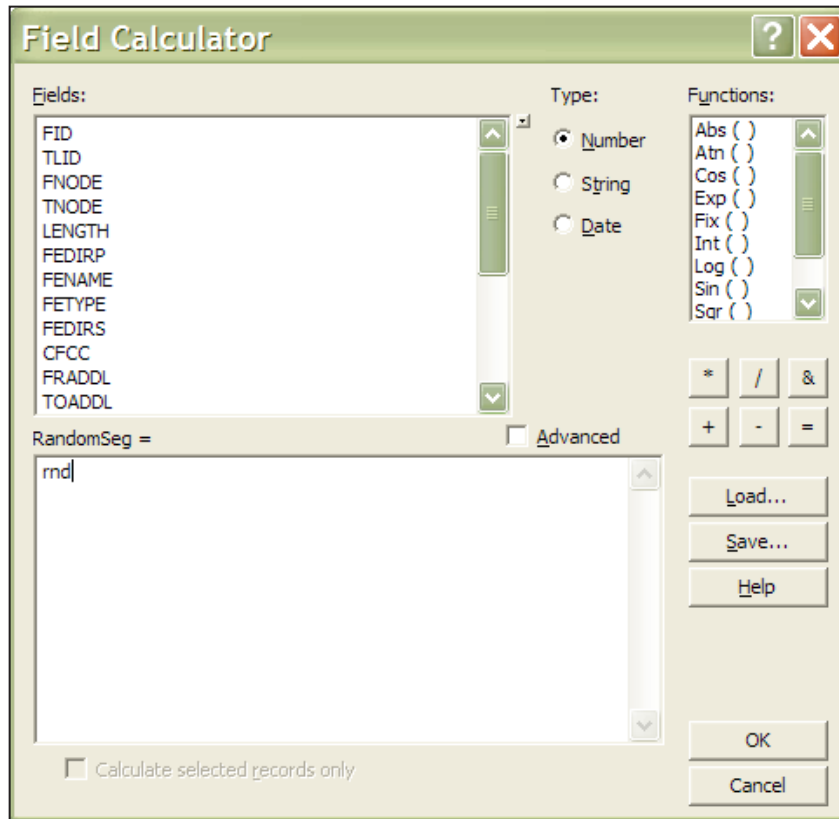 Field Calculator
?
X
Fields:
FID
TLID
FNODE
TNODE
LENGTH
FEDIRP
FENAME
FETYPE
FEDIRS
CFCC
FRADDL
TOADDL
Type:
Number
String
Date
Functions:
Abs ( )
Atn ( )
Cos ( )
Exp ( )
Fix ( )
Int ( )
Log ( )
Sin ( )
Sqr ( )
* / &
+ - =
RandomSeg =
Advanced
rnd
Load...
Save...
Help
Calculate selected records only
OK
Cancel